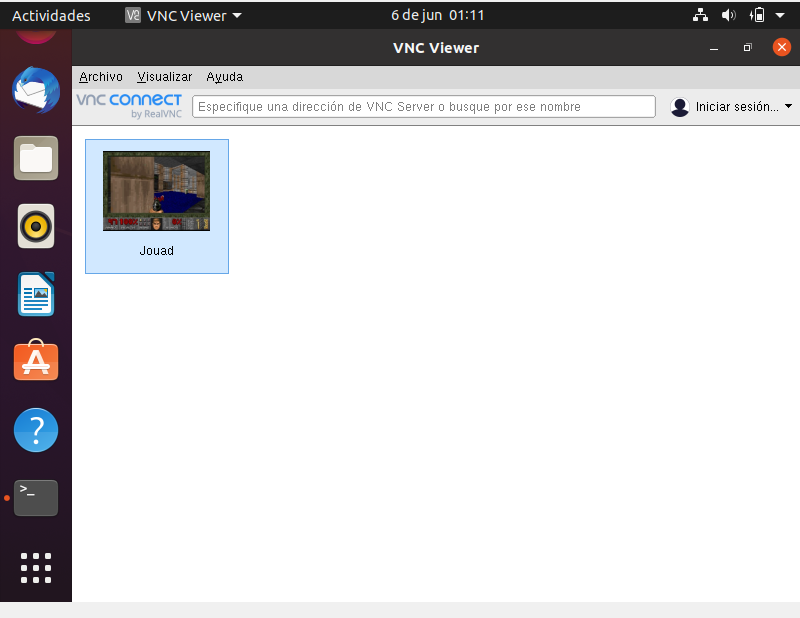 Actividades VNC Viewer 6 de jun 01:11
VNC Viewer
Archivo Visualizar Ayuda
vnc connect
by RealVNC
Especifique una dirección de VNC Server o busque por ese nombre
Iniciar sesión...
Jouad
?
>_